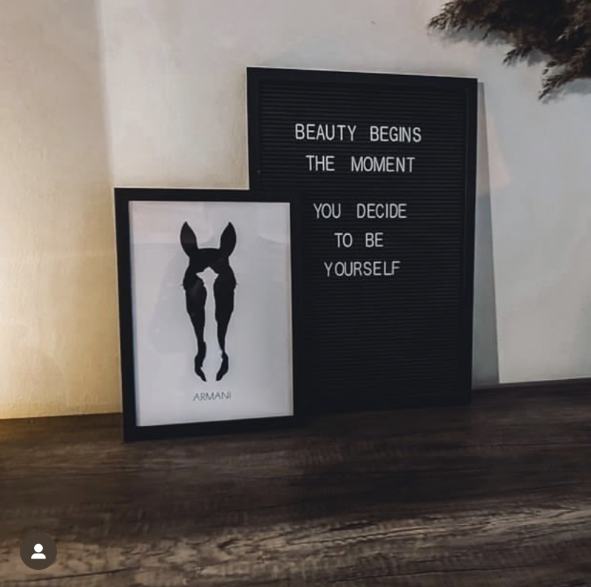 BEAUTY BEGINS
THE MOMENT
YOU DECIDE
TO BE
YOURSELF
ARMANI